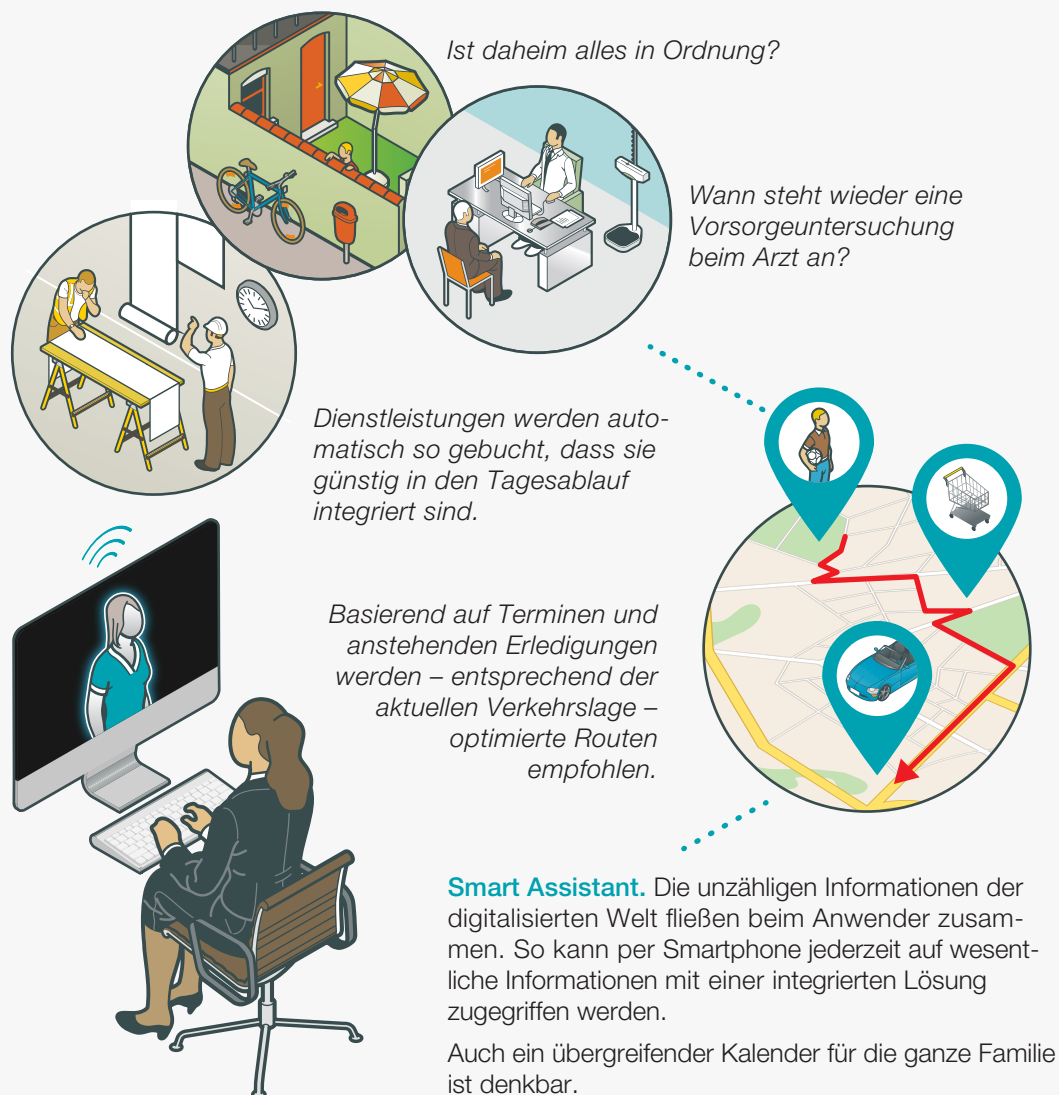 Ist daheim alles in Ordnung?
Wann steht wieder eine
Vorsorgeuntersuchung
beim Arzt an?
Dienstleistungen werden auto-
matisch so gebucht, dass sie
günstig in den Tagesablauf
integriert sind.
Basierend auf Terminen und
anstehenden Erledigungen
werden – entsprechend der
aktuellen Verkehrslage –
optimierte Routen
empfohlen.
Smart Assistant. Die unzähligen Informationen der
digitalisierten Welt fließen beim Anwender zusam-
men. So kann per Smartphone jederzeit auf wesent-
liche Informationen mit einer integrierten Lösung
zugegriffen werden.
Auch ein übergreifender Kalender für die ganze Familie
ist denkbar.